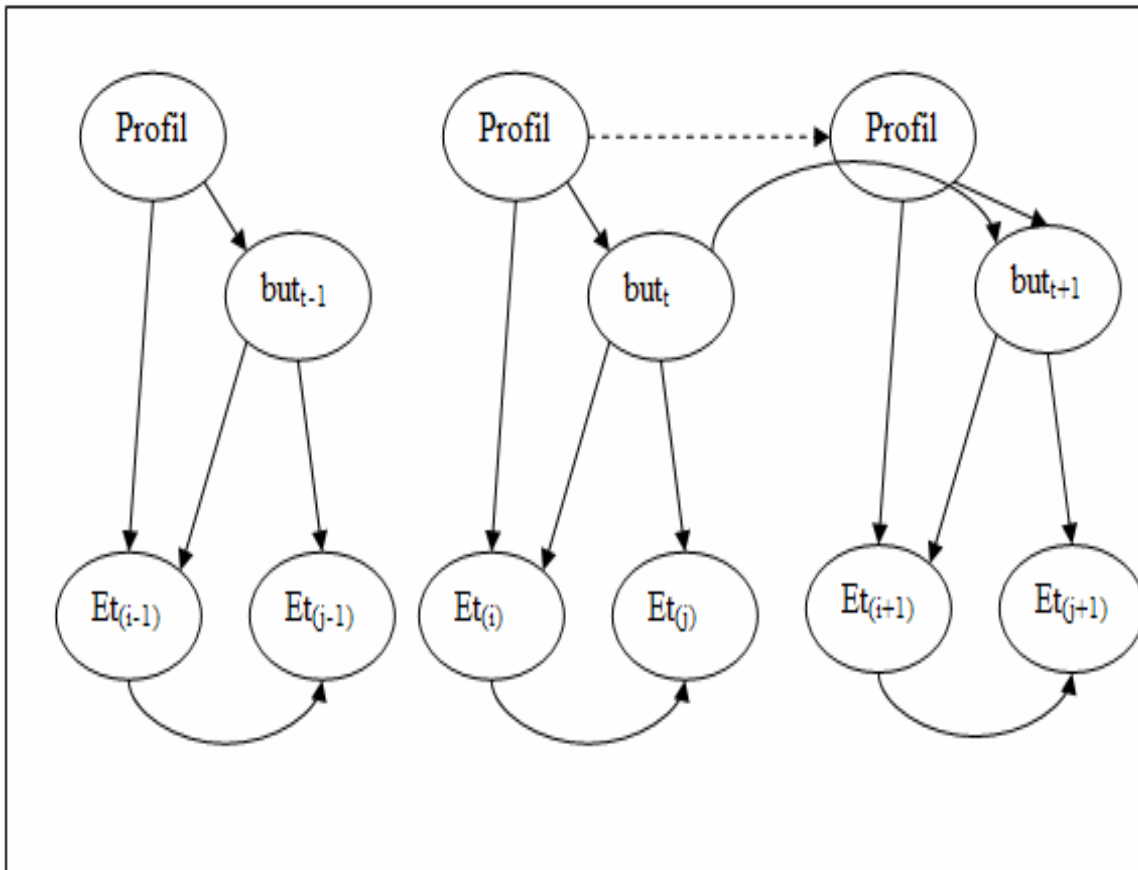 Profil Profil Profil
but_{t-1} but_t but_{t+1}
Et_{(i-1)} Et_{(j-1)} Et_{(i)} Et_{(j)} Et_{(i+1)} Et_{(j+1)}